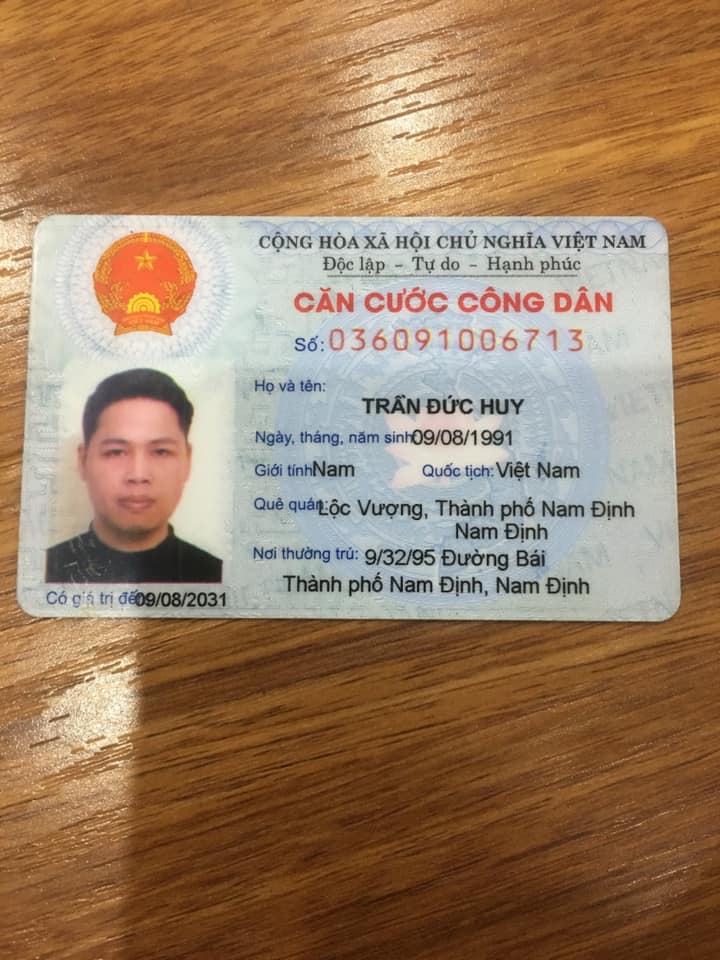 CỘNG HÒA XÃ HỘI CHỦ NGHĨA VIỆT NAM
Độc lập - Tự do - Hạnh phúc
CĂN CƯỚC CÔNG DÂN
Số: 036091006713
Họ và tên:
TRẦN ĐỨC HUY
Ngày, tháng, năm sinh 09/08/1991
Giới tính Nam Quốc tịch: Việt Nam
Quê quán: Lộc Vượng, Thành phố Nam Định
Nam Định
Nơi thường trú: 9/32/95 Đường Bái
Thành phố Nam Định, Nam Định
Có giá trị đến 09/08/2031